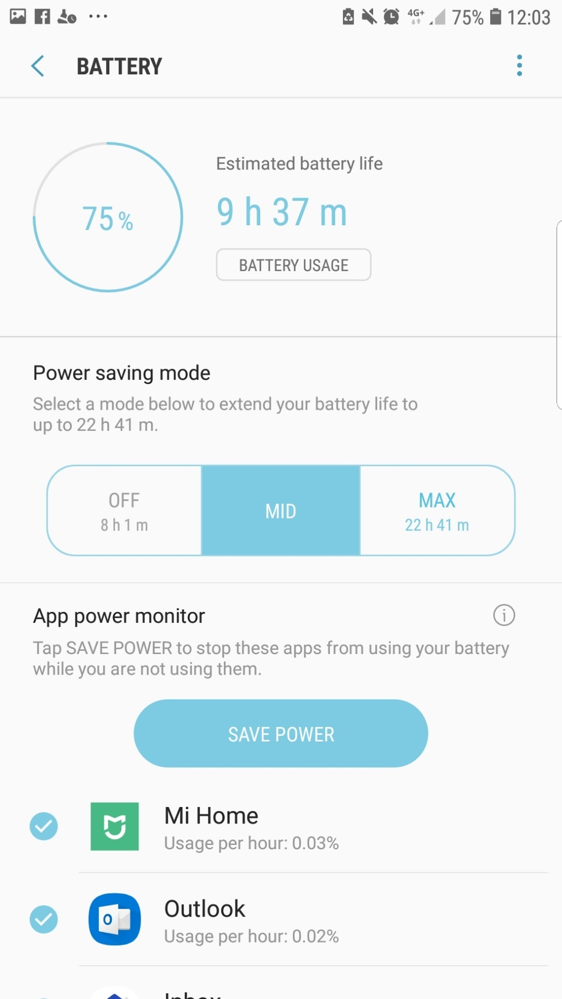 4G+ 75% 12:03
BATTERY
Estimated battery life
75 %
9 h 37 m
BATTERY USAGE
Power saving mode
Select a mode below to extend your battery life to
up to 22 h 41 m.
OFF
8 h 1 m
MID
MAX
22 h 41 m
App power monitor
Tap SAVE POWER to stop these apps from using your battery
while you are not using them.
SAVE POWER
Mi Home
Usage per hour: 0.03%
Outlook
Usage per hour: 0.02%
Inbox